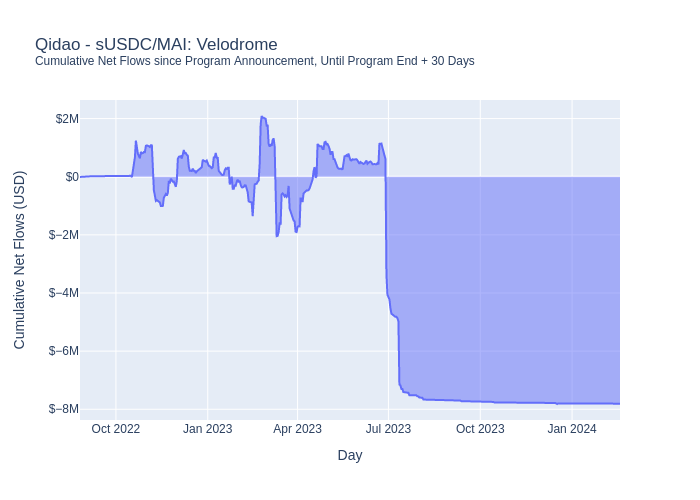 Qidao - sUSDC/MAI: Velodrome
Cumulative Net Flows since Program Announcement, Until Program End + 30 Days
Cumulative Net Flows (USD)
$2M
$0
$−2M
$−4M
$−6M
$−8M
Oct 2022
Jan 2023
Apr 2023
Jul 2023
Oct 2023
Jan 2024
Day